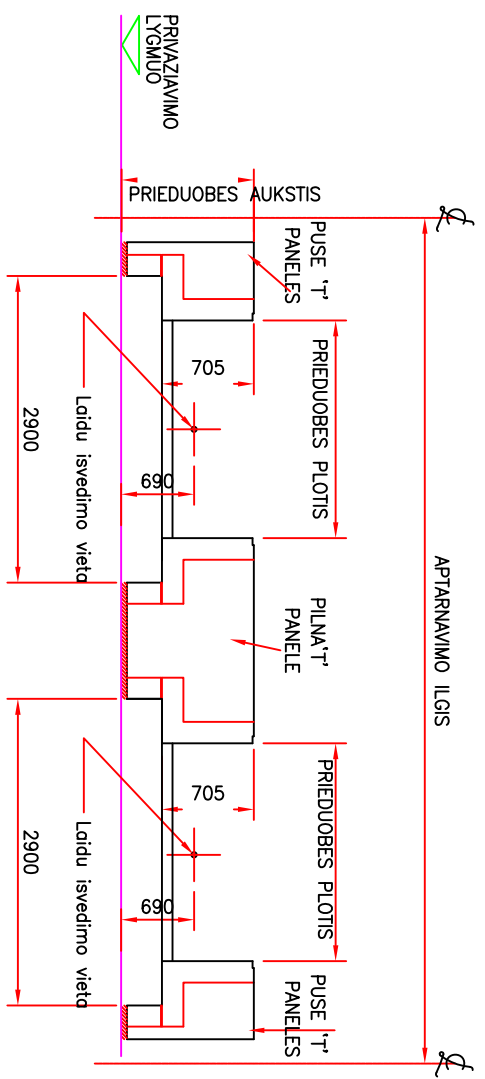 PRIVAZIAVIMO
LYGMUO
PRIEDUOBES AUKSTIS
PUSE 'T'
PANELES
PRIEDUOBES PLOTIS
705
690
Laidu isvedimo vieta
2900
APTARNAVIMO ILGIS
PILNA'T'
PANELE
PRIEDUOBES PLOTIS
705
690
Laidu isvedimo vieta
2900
PUSE 'T'
PANELES